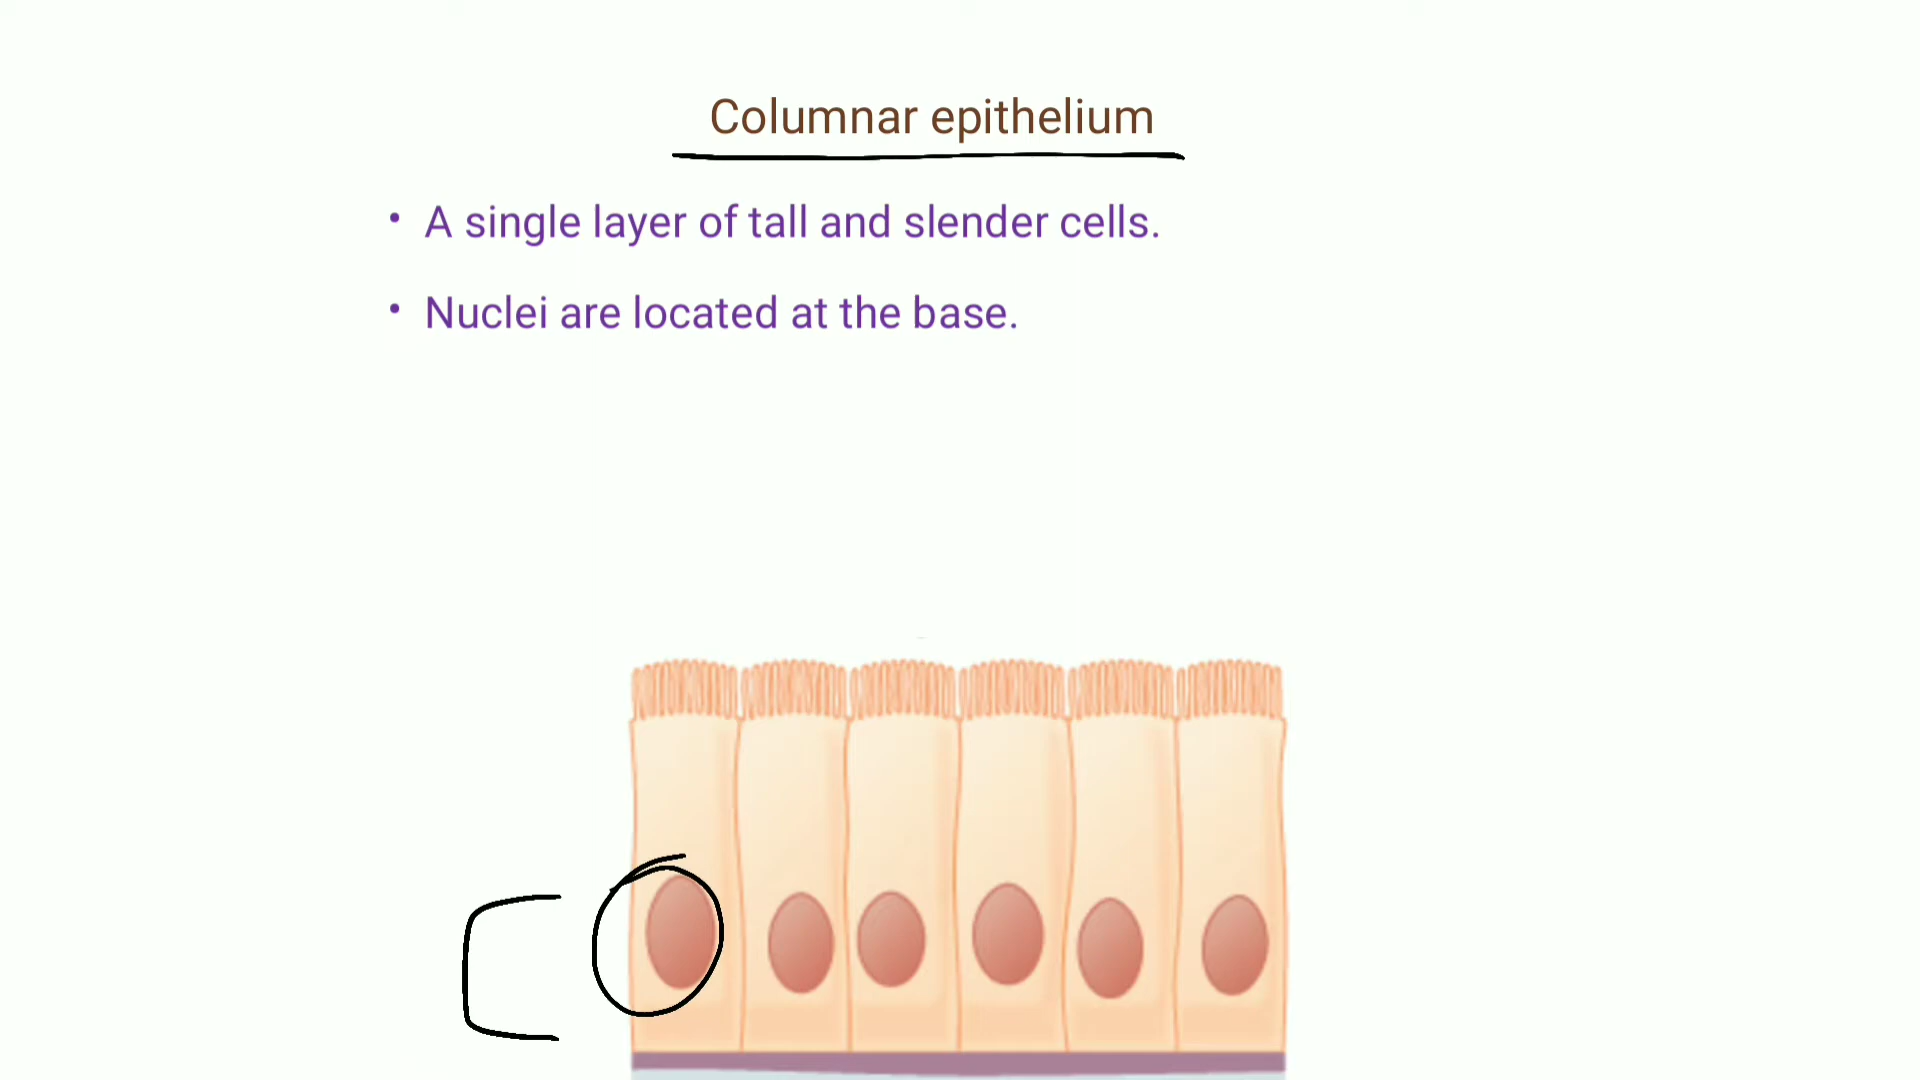 Columnar epithelium
• A single layer of tall and slender cells.
• Nuclei are located at the base.